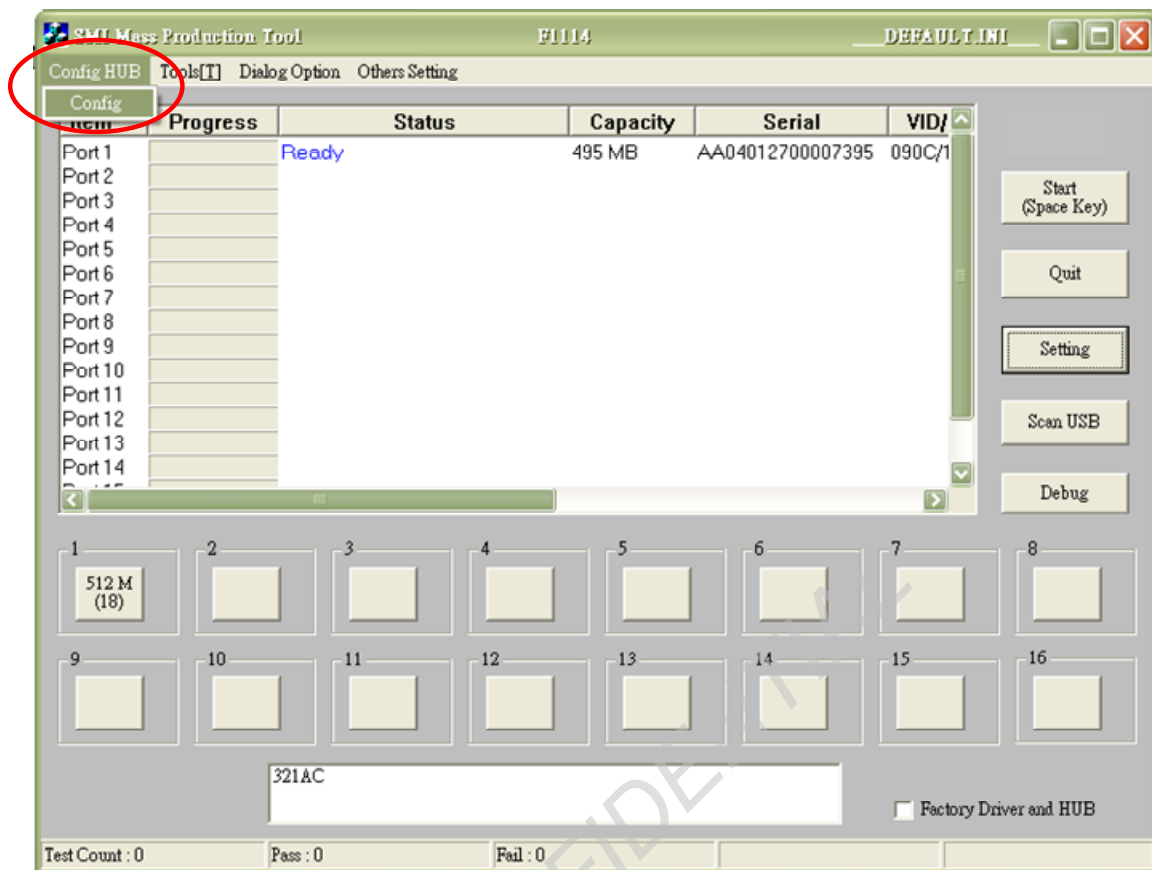 SMI Mass Production Tool F1114 __DEFAULT.INI__
Config HUB Tools[T] Dialog Option Others Setting
Config
Item Progress Status Capacity Serial VID/
Port 1 Ready 495 MB AA04012700007395 090C/1
Port 2
Port 3
Port 4
Port 5
Port 6
Port 7
Port 8
Port 9
Port 10
Port 11
Port 12
Port 13
Port 14
Start
(Space Key)
Quit
Setting
Scan USB
Debug
1 2 3 4 5 6 7 8
512 M
(18)
9 10 11 12 13 14 15 16
321AC
Factory Driver and HUB
Test Count : 0 Pass : 0 Fail : 0